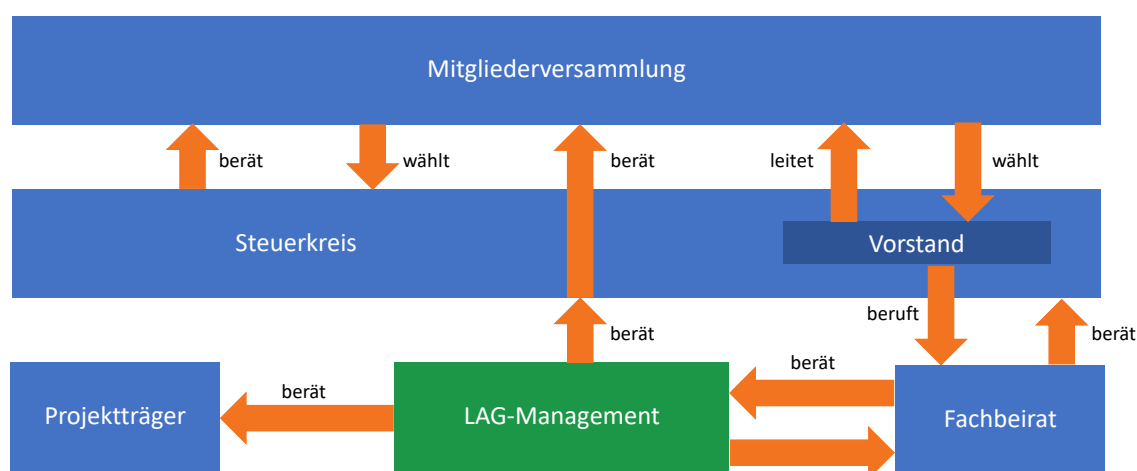 Mitgliederversammlung
berät
wählt
berät
leitet
wählt
Steuerkreis
Vorstand
beruft
berät
berät
berät
berät
Projektträger
LAG-Management
Fachbeirat